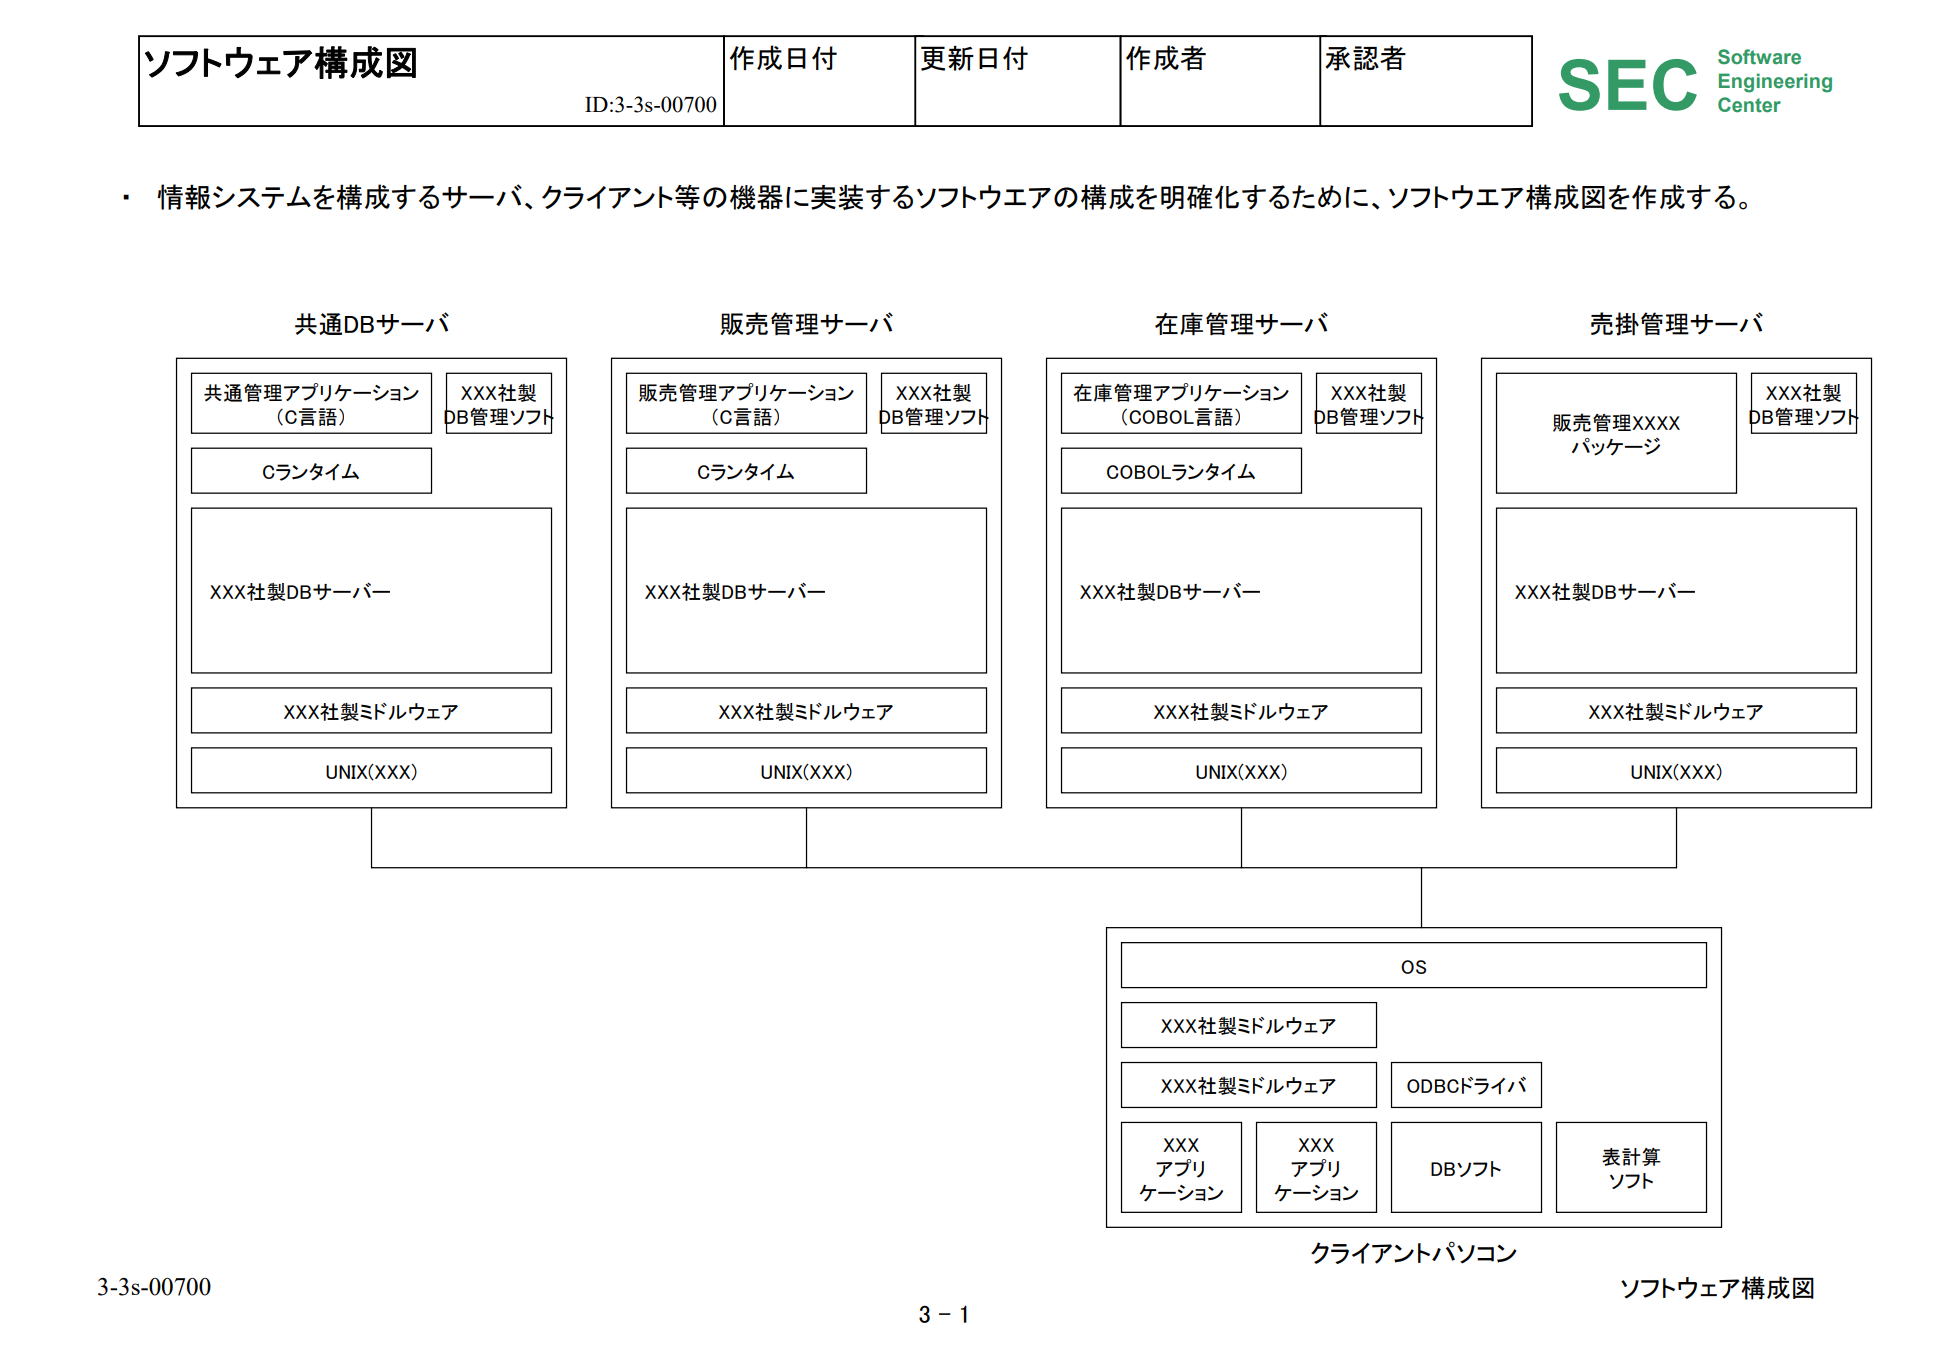 ソフトウェア構成図
ID:3-3s-00700
作成日付
更新日付
作成者
承認者
SEC
Software
Engineering
Center
・ 情報システムを構成するサーバ、クライアント等の機器に実装するソフトウエアの構成を明確化するために、ソフトウエア構成図を作成する。
共通DBサーバ
共通管理アプリケーション
（C言語）
XXX社製
DB管理ソフト
Cランタイム
XXX社製DBサーバー
XXX社製ミドルウェア
UNIX(XXX)
販売管理サーバ
販売管理アプリケーション
（C言語）
XXX社製
DB管理ソフト
Cランタイム
XXX社製DBサーバー
XXX社製ミドルウェア
UNIX(XXX)
在庫管理サーバ
在庫管理アプリケーション
（COBOL言語）
XXX社製
DB管理ソフト
COBOLランタイム
XXX社製DBサーバー
XXX社製ミドルウェア
UNIX(XXX)
売掛管理サーバ
販売管理XXXX
パッケージ
XXX社製
DB管理ソフト
XXX社製DBサーバー
XXX社製ミドルウェア
UNIX(XXX)
OS
XXX社製ミドルウェア
XXX社製ミドルウェア
ODBCドライバ
XXX
アプリ
ケーション
XXX
アプリ
ケーション
DBソフト
表計算
ソフト
クライアントパソコン
3-3s-00700
ソフトウェア構成図
3 － 1